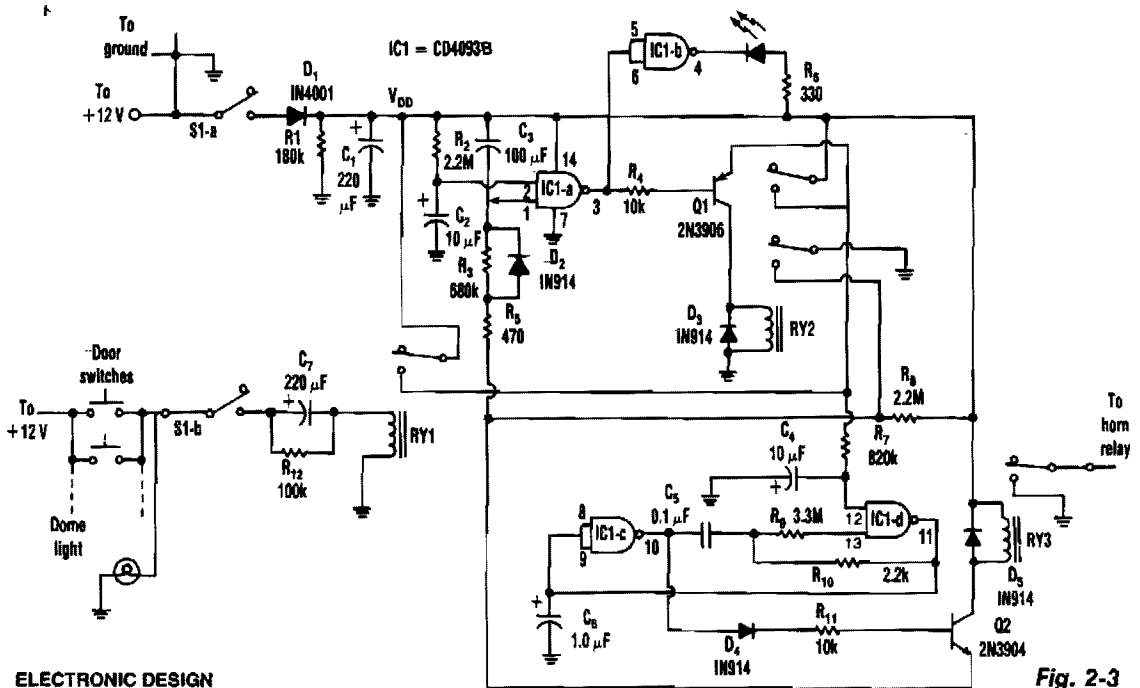 To
ground
IC1 = CD4093B
5
IC1-b
6
4
R6
330
D1
IN4001
To
+12 V
S1-a
VDD
R1
180k
+
C1
220
µF
R2
2.2M
C3
100 µF
14
2
IC1-a
1
3
7
R4
10k
Q1
2N3906
+
C2
10 µF
R3
680k
D2
IN914
R5
470
D3
IN914
RY2
Door
switches
To
+12 V
S1-b
C7
220 µF
+
R12
100k
RY1
R8
2.2M
To
horn
relay
R7
820k
C4
10 µF
+
C5
0.1 µF
8
IC1-c
9
10
R9
3.3M
12
IC1-d
13
11
R10
2.2k
RY3
D5
IN914
Dome
light
+
C6
1.0 µF
D4
IN914
R11
10k
Q2
2N3904
ELECTRONIC DESIGN
Fig. 2-3